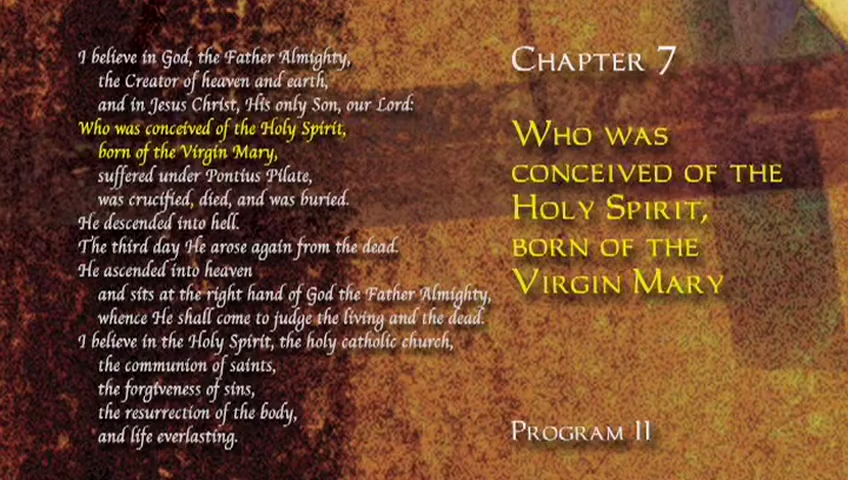 I believe in God, the Father Almighty,
the Creator of heaven and earth,
and in Jesus Christ, His only Son, our Lord:
Who was conceived of the Holy Spirit,
born of the Virgin Mary,
suffered under Pontius Pilate,
was crucified, died, and was buried.
He descended into hell.
The third day He arose again from the dead.
He ascended into heaven
and sits at the right hand of God the Father Almighty,
whence He shall come to judge the living and the dead.
I believe in the Holy Spirit, the holy catholic church,
the communion of saints,
the forgiveness of sins,
the resurrection of the body,
and life everlasting.
Chapter 7
Who was
conceived of the
Holy Spirit,
born of the
Virgin Mary
Program 11